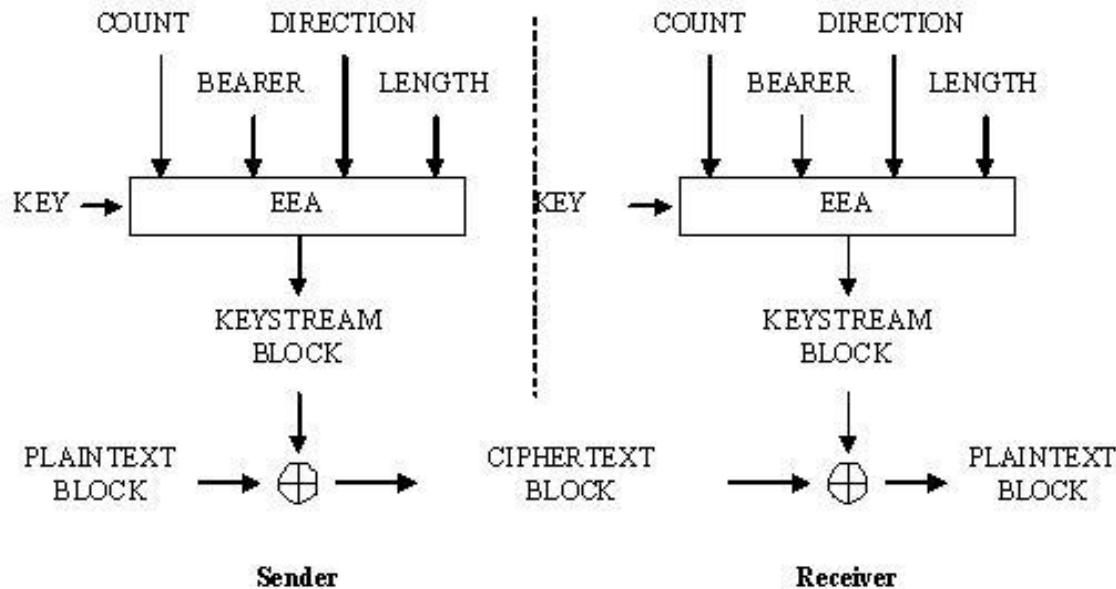 COUNT DIRECTION COUNT DIRECTION
BEARER LENGTH BEARER LENGTH
KEY EEA KEY EEA
KEYSTREAM KEYSTREAM
BLOCK BLOCK
PLAINTEXT CIPHERTEXT PLAINTEXT
BLOCK BLOCK BLOCK
Sender Receiver